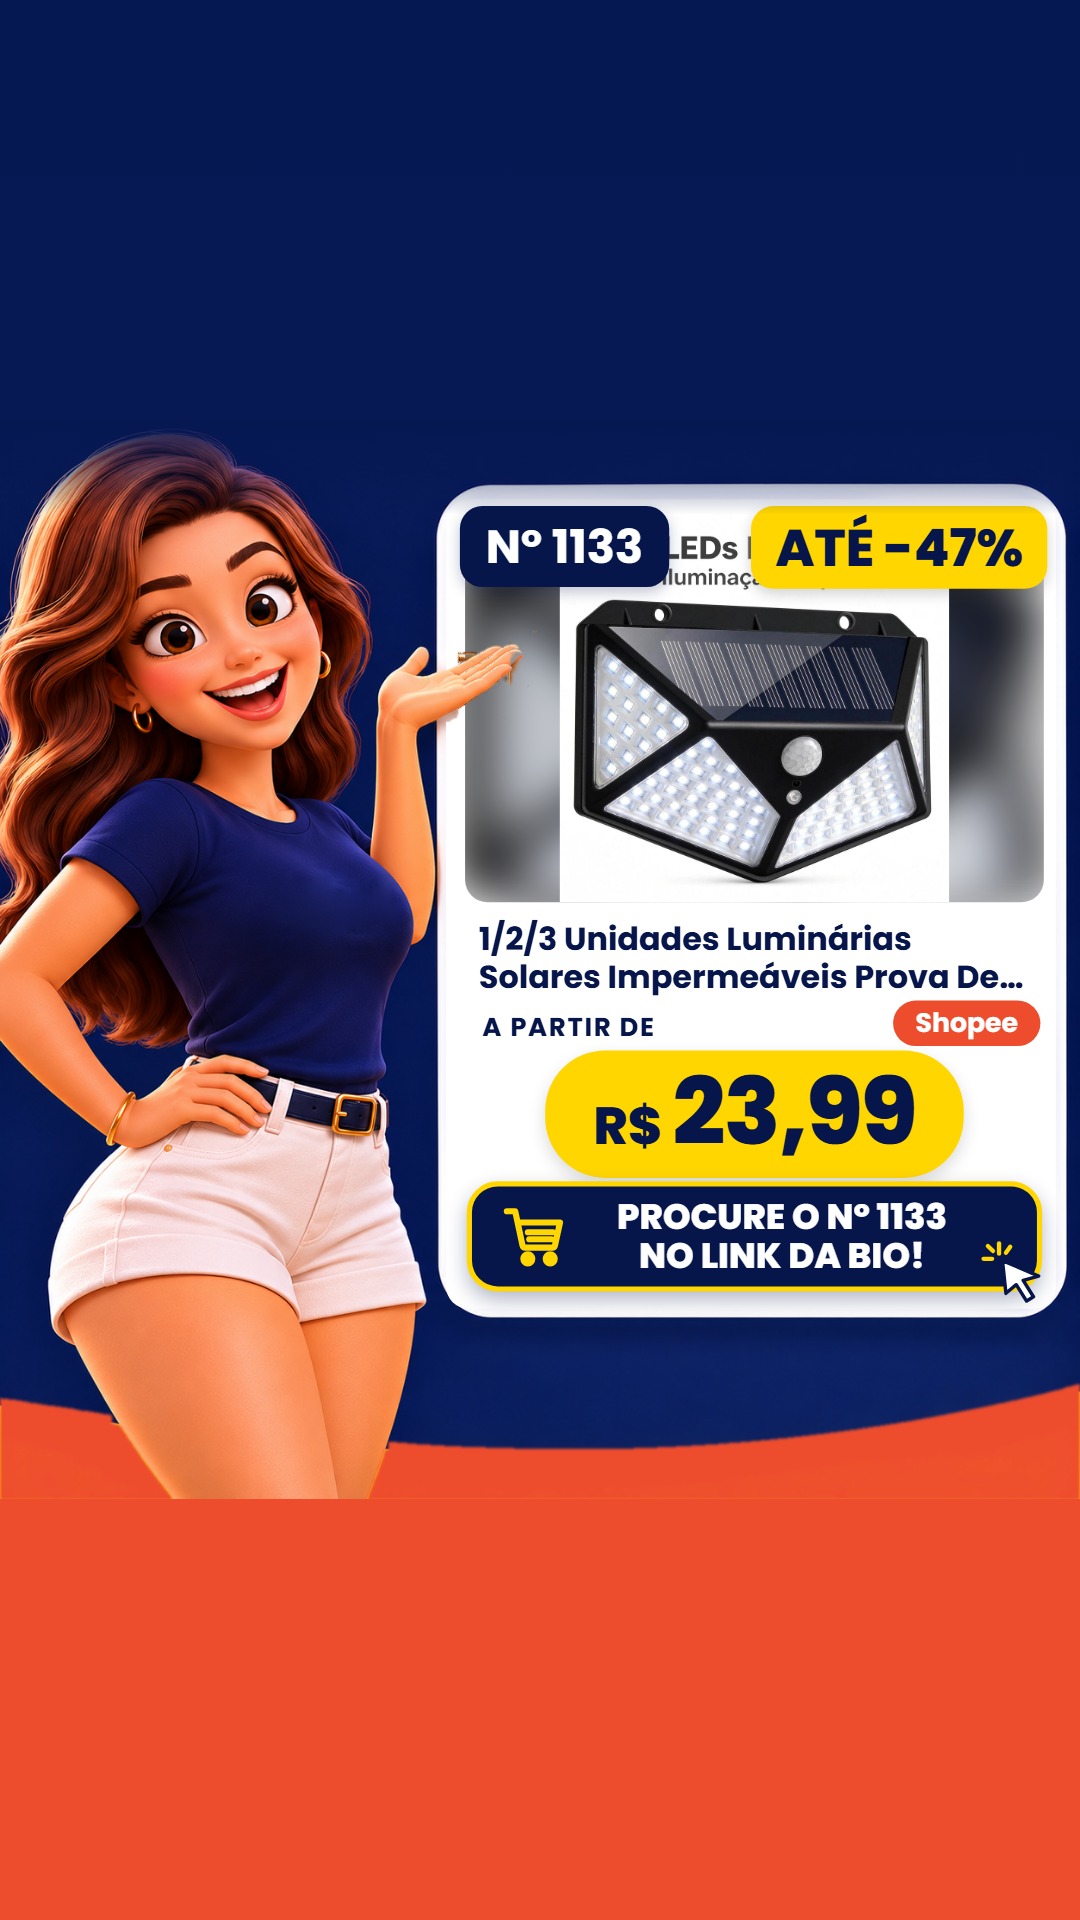 Nº 1133
ATÉ -47%
LEDs
1/2/3 Unidades Luminárias
Solares Impermeáveis Prova De...
A PARTIR DE
Shopee
R$ 23,99
PROCURE O Nº 1133
NO LINK DA BIO!